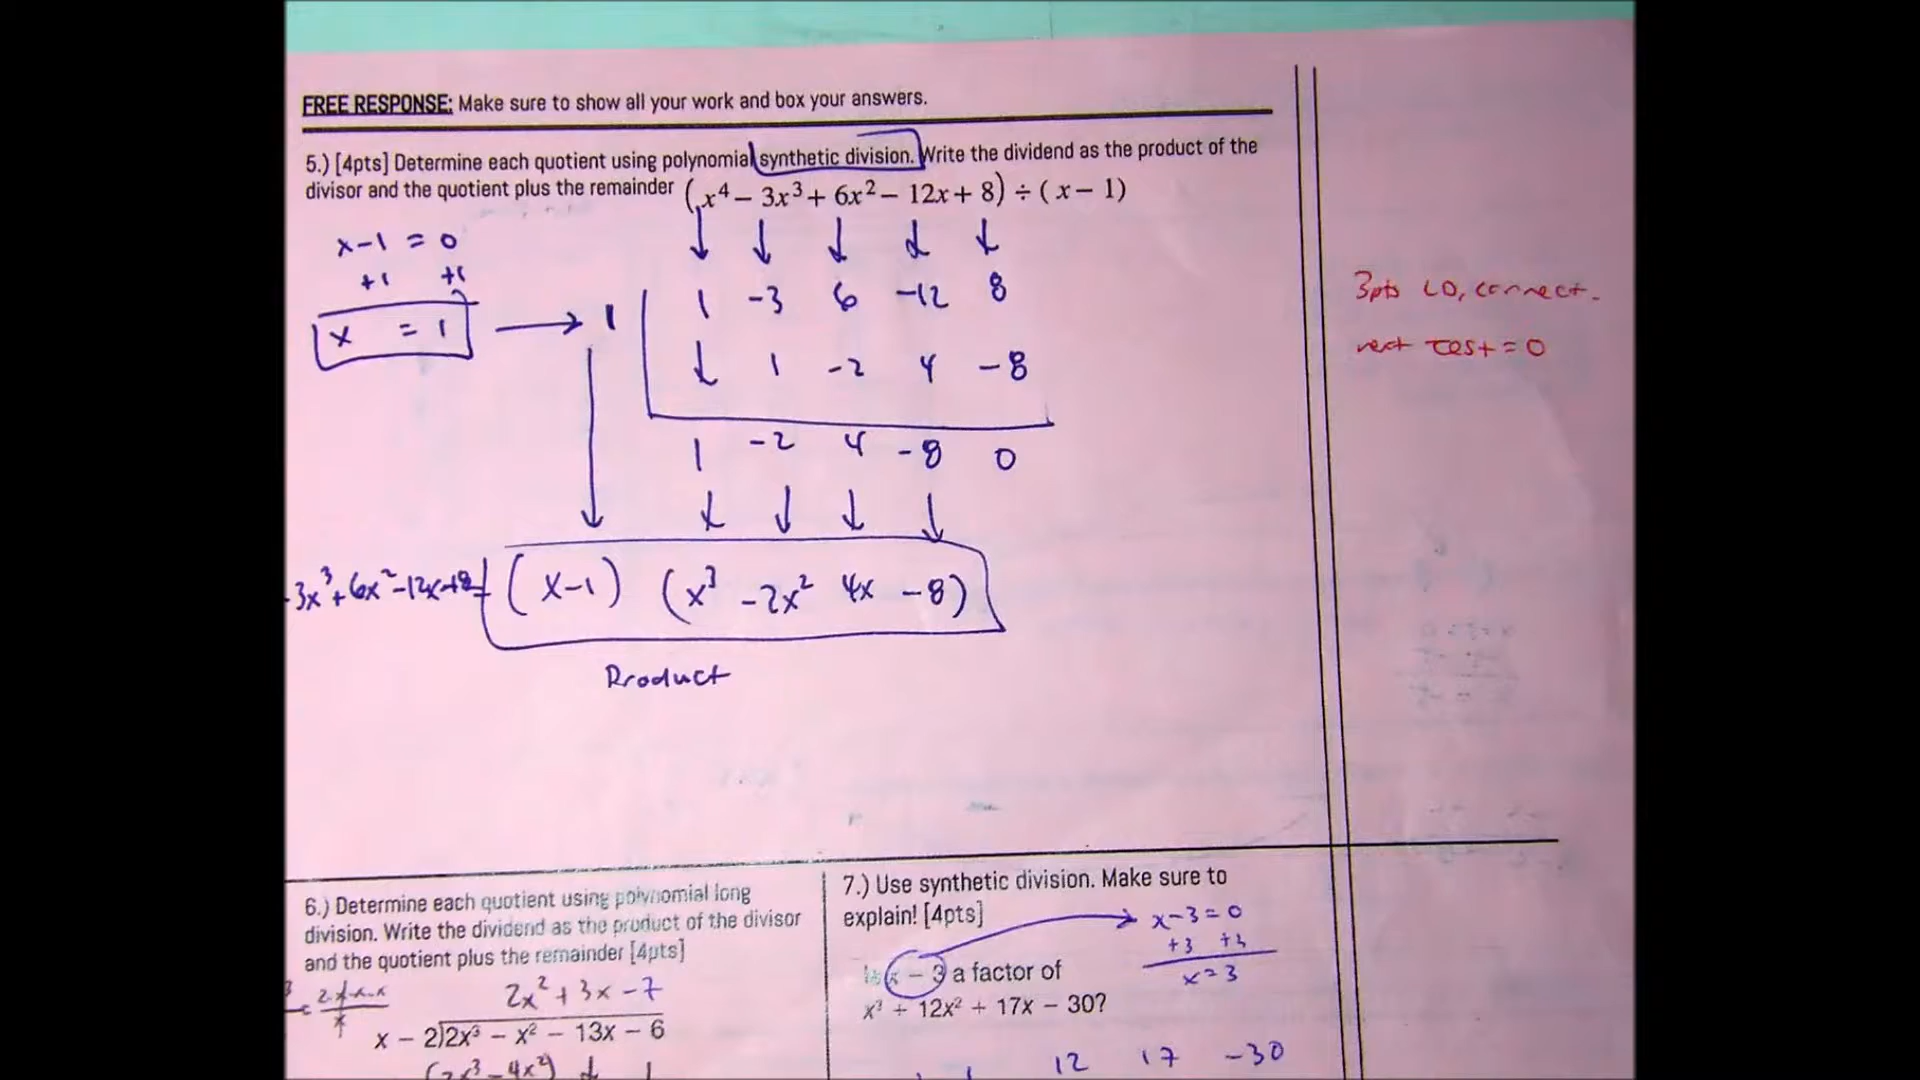 FREE RESPONSE: Make sure to show all your work and box your answers.
5.) [4pts] Determine each quotient using polynomial synthetic division. Write the dividend as the product of the
divisor and the quotient plus the remainder (x⁴ − 3x³ + 6x² − 12x + 8) ÷ (x − 1)
x-1 = 0
+1 +1
x = 1
1
1 -3 6 -12 8
1 -2 4 -8
1 -2 4 -8 0
3x³+6x²-12x+8= (x-1) (x³ -2x² 4x -8)
Product
3pts LO, connect.
test = 0
6.) Determine each quotient using polynomial long
division. Write the dividend as the product of the divisor
and the quotient plus the remainder [4pts]
2x²+3x-7
x − 2)2x³ − x² − 13x − 6
7.) Use synthetic division. Make sure to
explain! [4pts]
x-3=0
+3 +3
x=3
Is x − 3 a factor of
x³ + 12x² + 17x − 30?
12 17 -30